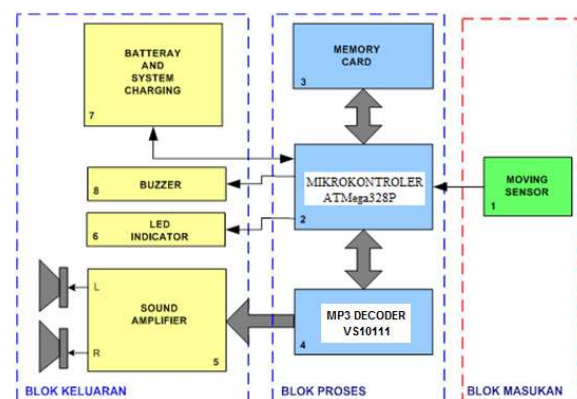 BATTERAY
AND
SYSTEM
CHARGING
7
MEMORY
CARD
3
MOVING
SENSOR
1
MIKROKONTROLER
ATMega328P
2
BUZZER
8
LED
INDICATOR
6
L
R
SOUND
AMPLIFIER
5
MP3 DECODER
VS10111
4
BLOK KELUARAN
BLOK PROSES
BLOK MASUKAN